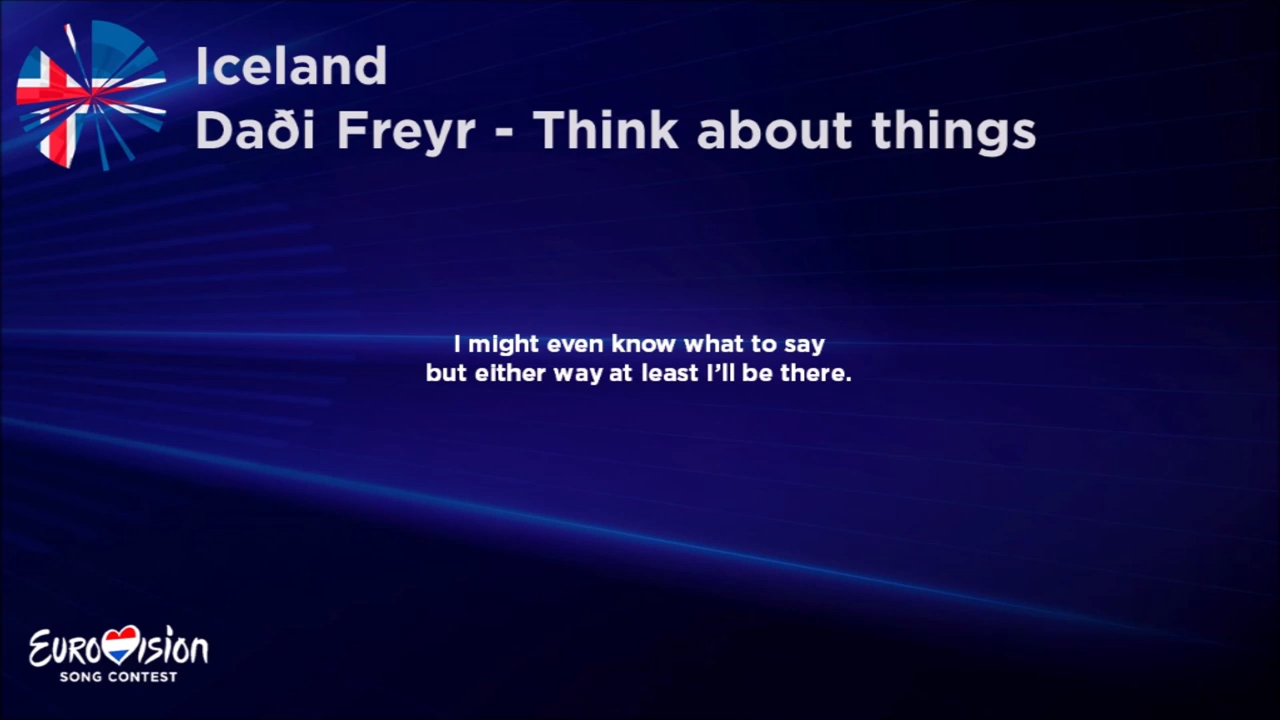 Iceland
Daði Freyr - Think about things
I might even know what to say
but either way at least I’ll be there.
EUROVISION
SONG CONTEST